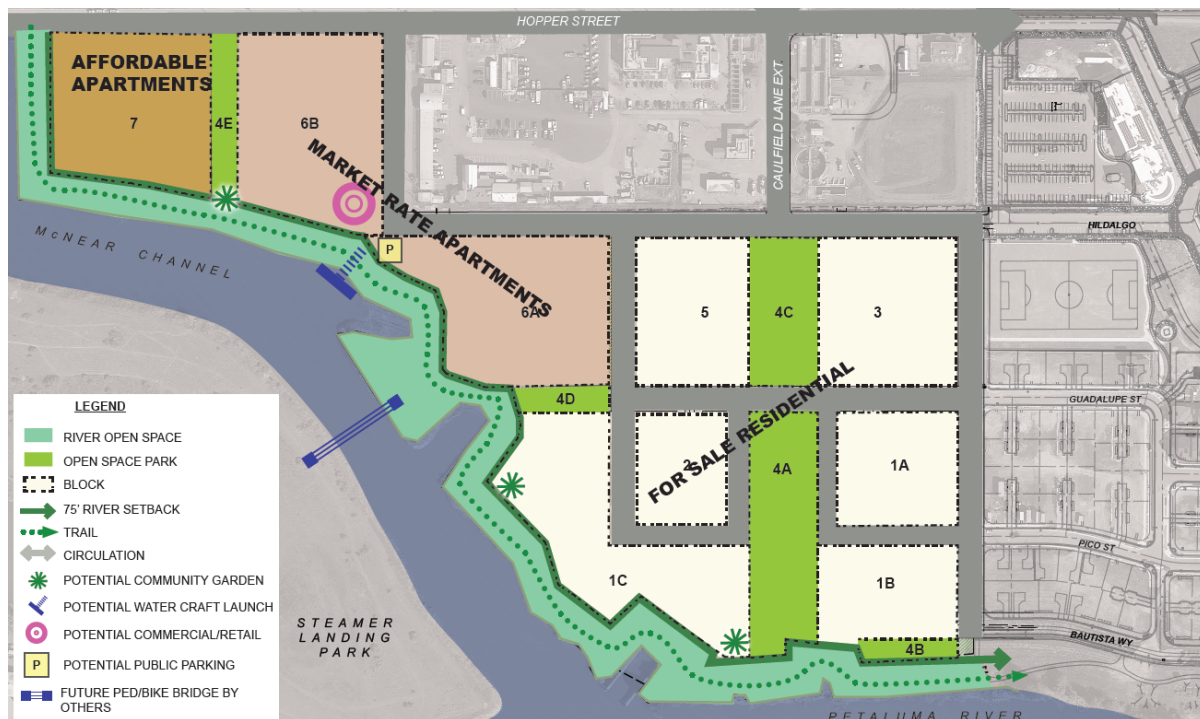 HOPPER STREET
AFFORDABLE
APARTMENTS
7
4E
6B
CAULFIELD LANE EXT
MARKET RATE APARTMENTS
HILDALGO
McNEAR CHANNEL
P
6A
5
4C
3
4D
GUADALUPE ST
FOR SALE RESIDENTIAL
2
4A
1A
PICO ST
1C
1B
BAUTISTA WY
4B
STEAMER
LANDING
PARK
PETALUMA RIVER
LEGEND
RIVER OPEN SPACE
OPEN SPACE PARK
BLOCK
75' RIVER SETBACK
TRAIL
CIRCULATION
POTENTIAL COMMUNITY GARDEN
POTENTIAL WATER CRAFT LAUNCH
POTENTIAL COMMERCIAL/RETAIL
P POTENTIAL PUBLIC PARKING
FUTURE PED/BIKE BRIDGE BY
OTHERS